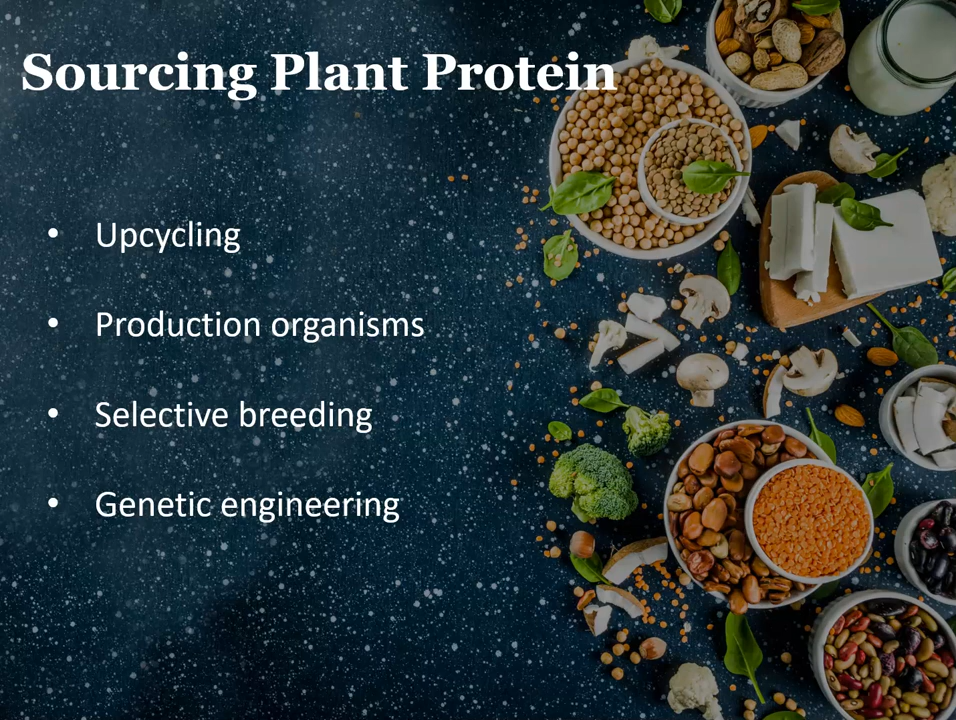 Sourcing Plant Protein
• Upcycling
• Production organisms
• Selective breeding
• Genetic engineering